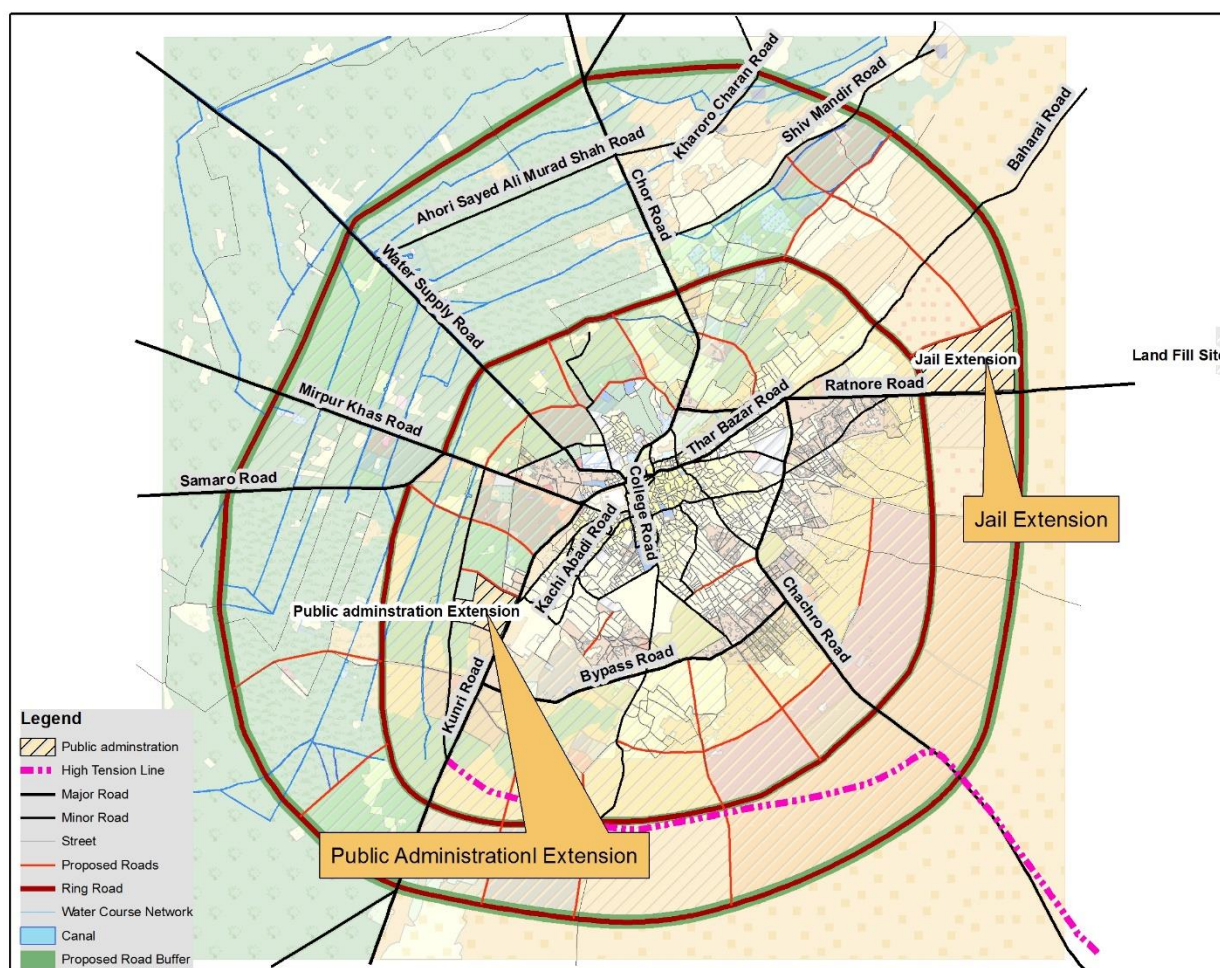 Kharoro Charan Road
Shiv Mandir Road
Baharai Road
Ahori Sayed Ali Murad Shah Road
Chor Road
Water Supply Road
Land Fill Site
Jail Extension
Ratnore Road
Mirpur Khas Road
Thar Bazar Road
Samaro Road
College Road
Jail Extension
Kachi Abadi Road
Public adminstration Extension
Chachro Road
Bypass Road
Kunri Road
Public Administrationl Extension
Legend
Public adminstration
High Tension Line
Major Road
Minor Road
Street
Proposed Roads
Ring Road
Water Course Network
Canal
Proposed Road Buffer